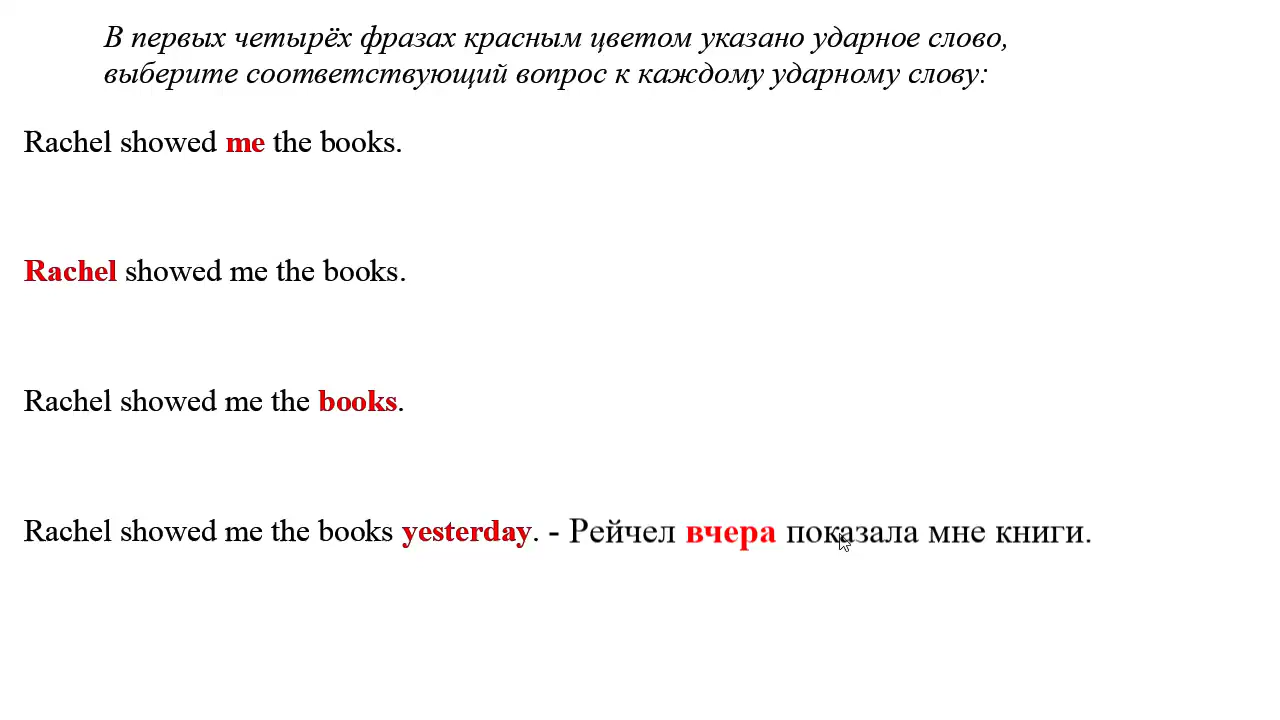 В первых четырёх фразах красным цветом указано ударное слово,
выберите соответствующий вопрос к каждому ударному слову:
Rachel showed me the books.
Rachel showed me the books.
Rachel showed me the books.
Rachel showed me the books yesterday. - Рейчел вчера показала мне книги.